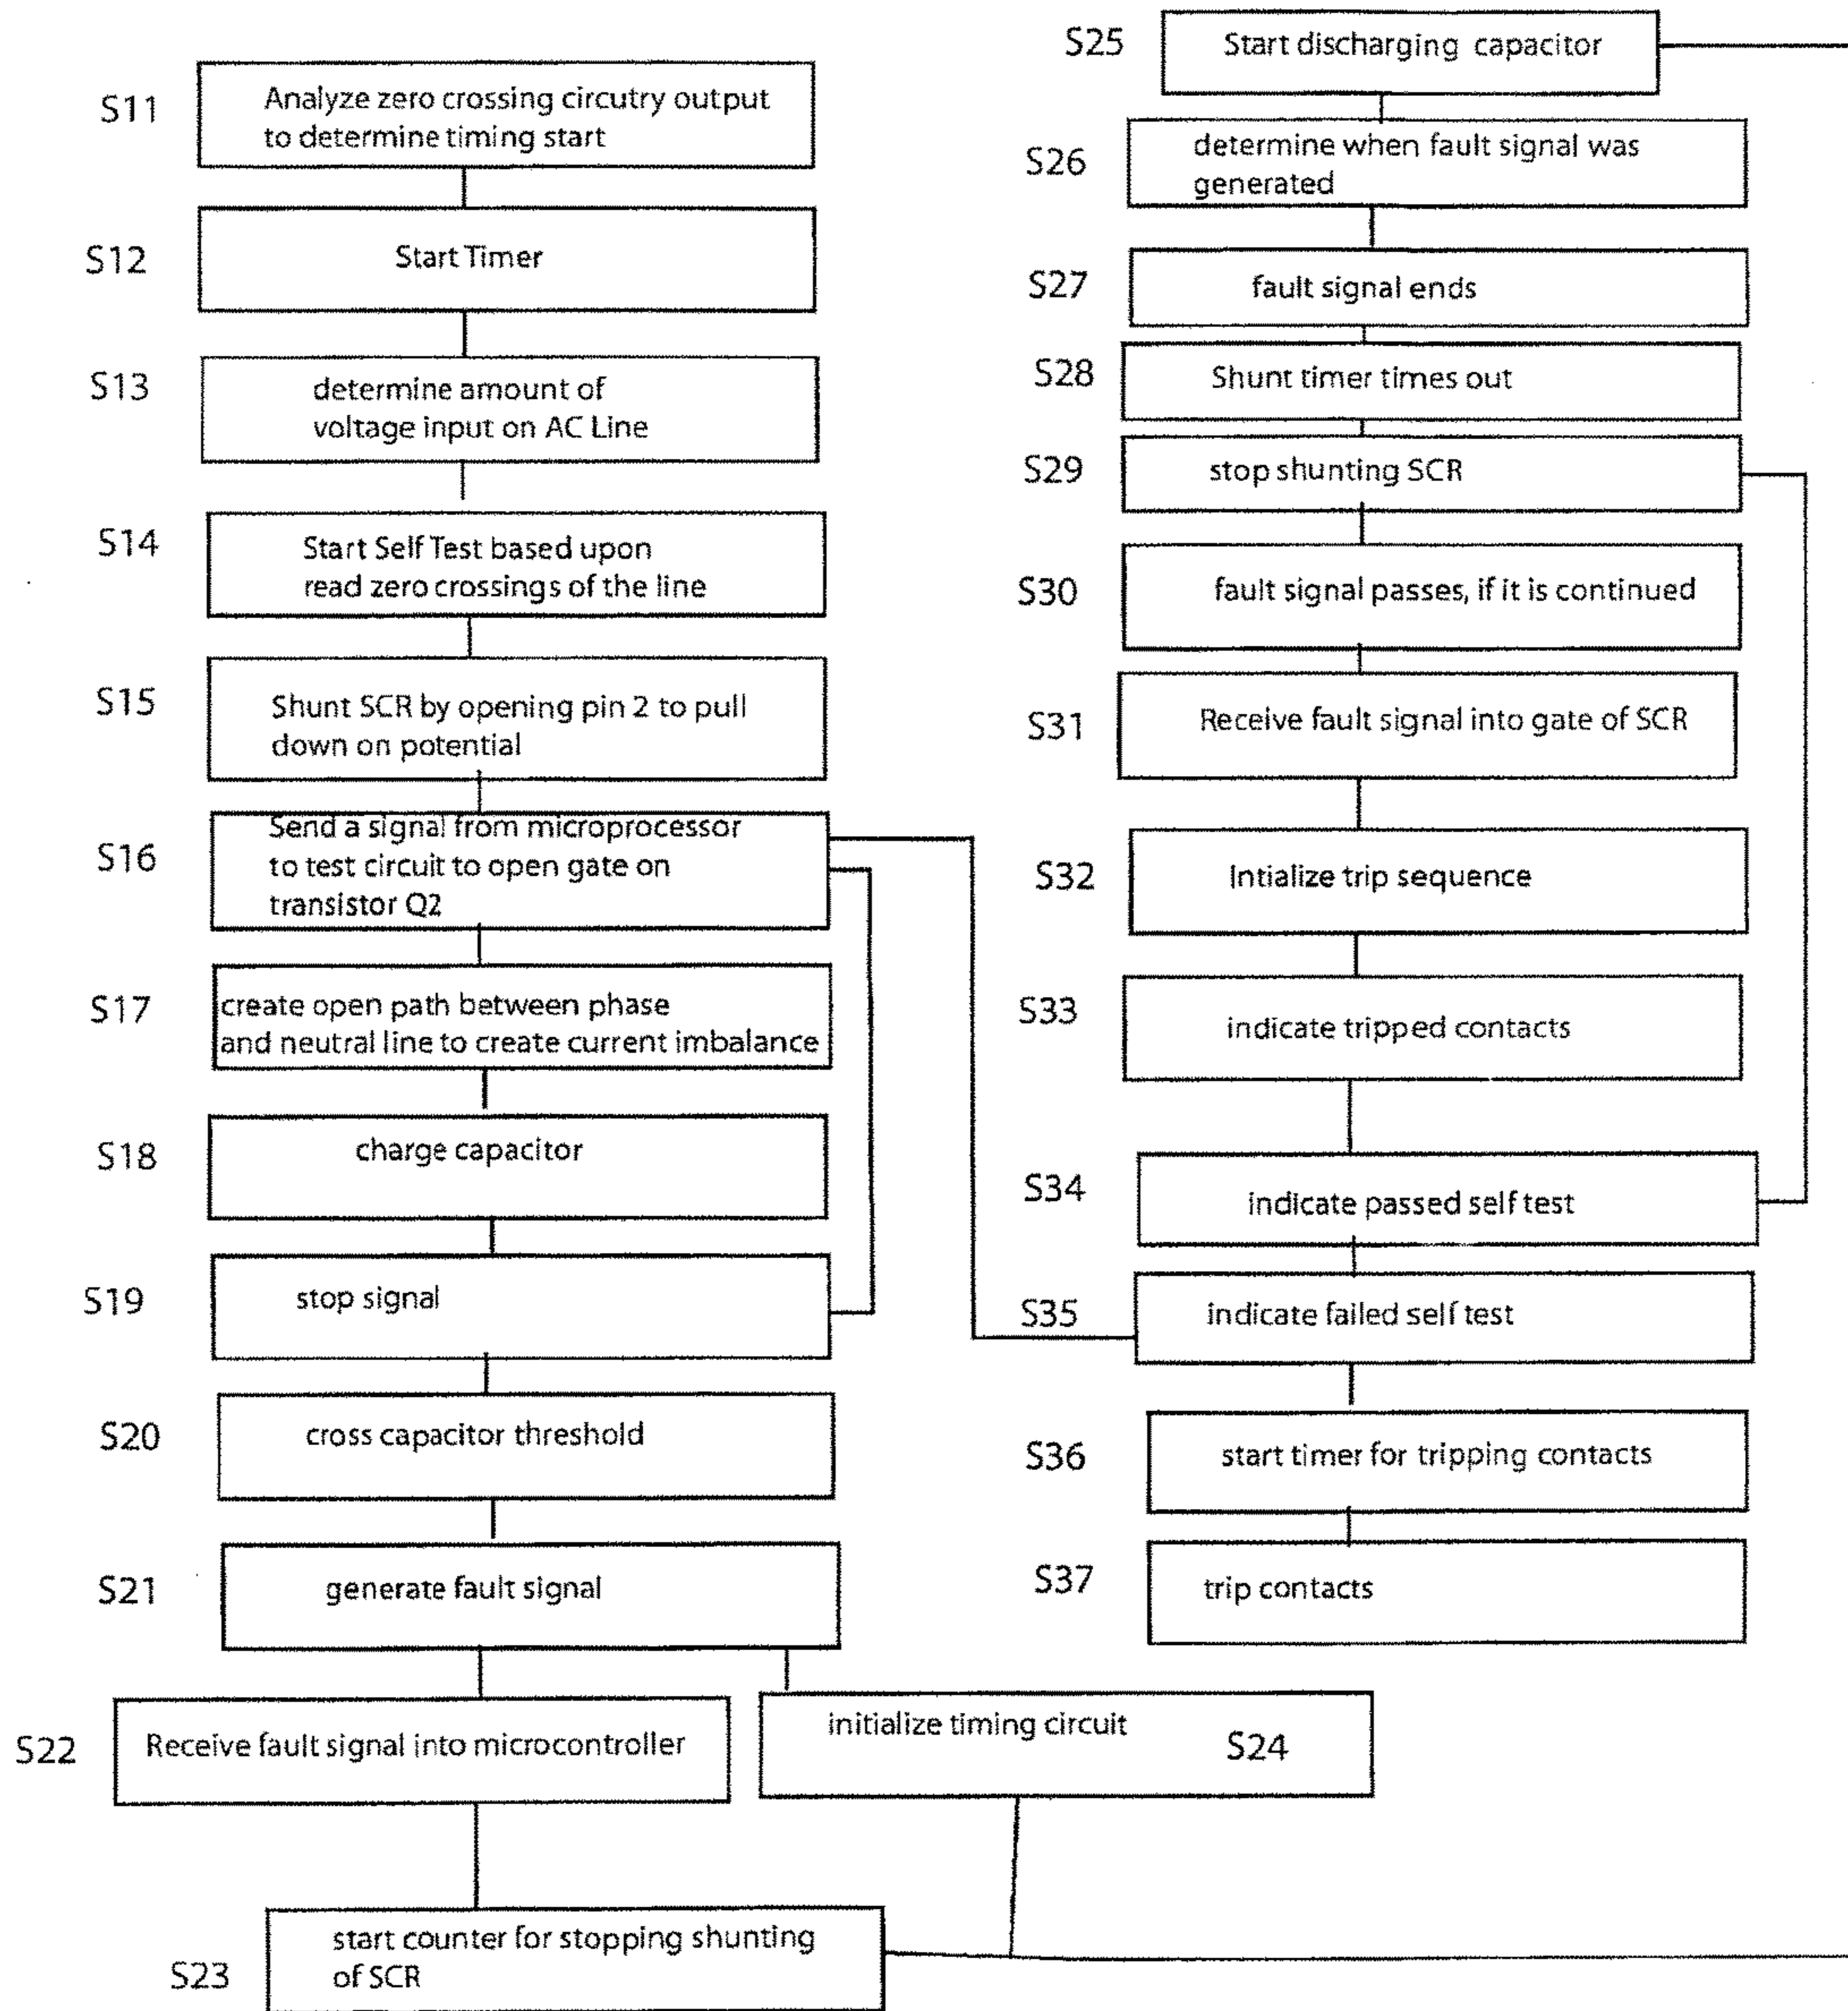 S11
Analyze zero crossing circutry output
to determine timing start
S12
Start Timer
S13
determine amount of
voltage input on AC Line
S14
Start Self Test based upon
read zero crossings of the line
S15
Shunt SCR by opening pin 2 to pull
down on potential
S16
Send a signal from microprocessor
to test circuit to open gate on
transistor Q2
S17
create open path between phase
and neutral line to create current imbalance
S18
charge capacitor
S19
stop signal
S20
cross capacitor threshold
S21
generate fault signal
S22
Receive fault signal into microcontroller
initialize timing circuit
S24
S23
start counter for stopping shunting
of SCR
S25
Start discharging capacitor
S26
determine when fault signal was
generated
S27
fault signal ends
S28
Shunt timer times out
S29
stop shunting SCR
S30
fault signal passes, if it is continued
S31
Receive fault signal into gate of SCR
S32
Intialize trip sequence
S33
indicate tripped contacts
S34
indicate passed self test
S35
indicate failed self test
S36
start timer for tripping contacts
S37
trip contacts